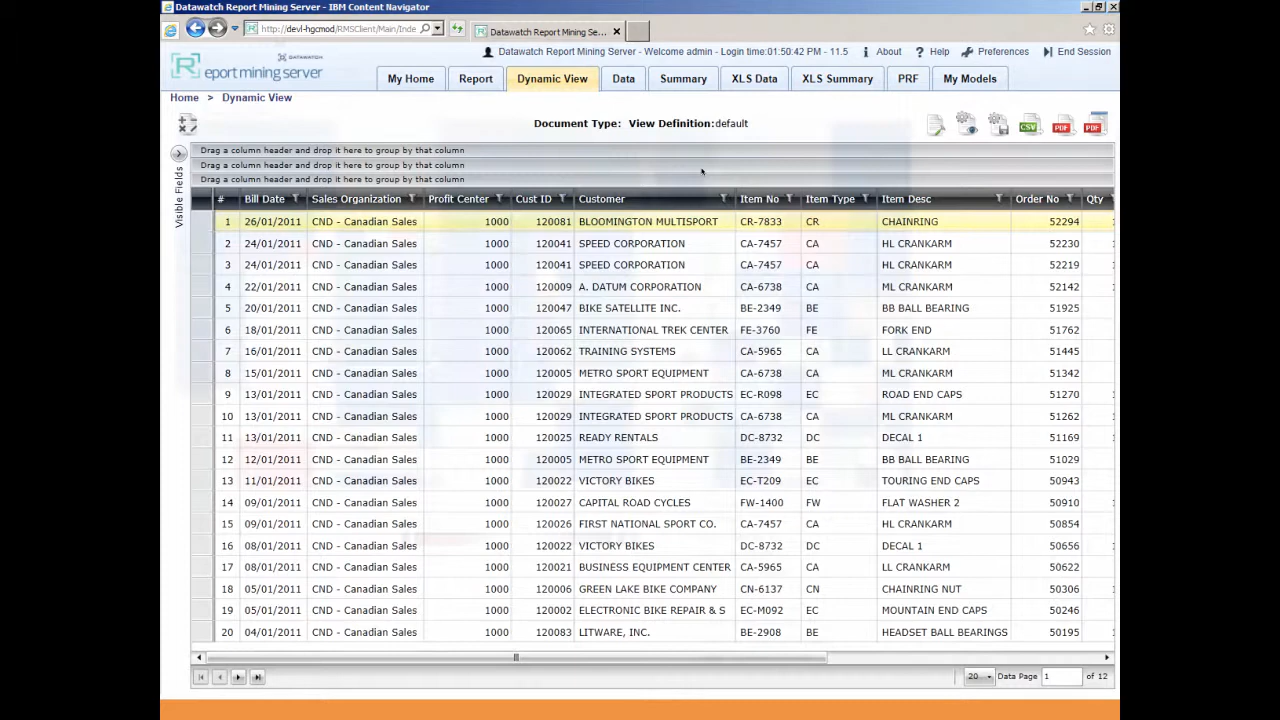 Datawatch Report Mining Server - IBM Content Navigator
http://devl-hgcmod/RMSClient/Main/Inde
Datawatch Report Mining Se...
DATAWATCH
Report mining server
Datawatch Report Mining Server - Welcome admin - Login time:01:50:42 PM - 11.5 About Help Preferences End Session
My Home Report Dynamic View Data Summary XLS Data XLS Summary PRF My Models
Home > Dynamic View
Document Type: View Definition:default
CSV PDF PDF
Visible Fields
Drag a column header and drop it here to group by that column
Drag a column header and drop it here to group by that column
Drag a column header and drop it here to group by that column
# Bill Date Sales Organization Profit Center Cust ID Customer Item No Item Type Item Desc Order No Qty
1 26/01/2011 CND - Canadian Sales 1000 120081 BLOOMINGTON MULTISPORT CR-7833 CR CHAINRING 52294
2 24/01/2011 CND - Canadian Sales 1000 120041 SPEED CORPORATION CA-7457 CA HL CRANKARM 52230
3 24/01/2011 CND - Canadian Sales 1000 120041 SPEED CORPORATION CA-7457 CA HL CRANKARM 52219
4 22/01/2011 CND - Canadian Sales 1000 120009 A. DATUM CORPORATION CA-6738 CA ML CRANKARM 52142
5 20/01/2011 CND - Canadian Sales 1000 120047 BIKE SATELLITE INC. BE-2349 BE BB BALL BEARING 51925
6 18/01/2011 CND - Canadian Sales 1000 120065 INTERNATIONAL TREK CENTER FE-3760 FE FORK END 51762
7 16/01/2011 CND - Canadian Sales 1000 120062 TRAINING SYSTEMS CA-5965 CA LL CRANKARM 51445
8 15/01/2011 CND - Canadian Sales 1000 120005 METRO SPORT EQUIPMENT CA-6738 CA ML CRANKARM 51342
9 13/01/2011 CND - Canadian Sales 1000 120029 INTEGRATED SPORT PRODUCTS EC-R098 EC ROAD END CAPS 51270
10 13/01/2011 CND - Canadian Sales 1000 120029 INTEGRATED SPORT PRODUCTS CA-6738 CA ML CRANKARM 51262
11 13/01/2011 CND - Canadian Sales 1000 120025 READY RENTALS DC-8732 DC DECAL 1 51169
12 12/01/2011 CND - Canadian Sales 1000 120005 METRO SPORT EQUIPMENT BE-2349 BE BB BALL BEARING 51029
13 11/01/2011 CND - Canadian Sales 1000 120022 VICTORY BIKES EC-T209 EC TOURING END CAPS 50943
14 09/01/2011 CND - Canadian Sales 1000 120027 CAPITAL ROAD CYCLES FW-1400 FW FLAT WASHER 2 50910
15 09/01/2011 CND - Canadian Sales 1000 120026 FIRST NATIONAL SPORT CO. CA-7457 CA HL CRANKARM 50854
16 08/01/2011 CND - Canadian Sales 1000 120022 VICTORY BIKES DC-8732 DC DECAL 1 50656
17 08/01/2011 CND - Canadian Sales 1000 120021 BUSINESS EQUIPMENT CENTER CA-5965 CA LL CRANKARM 50622
18 05/01/2011 CND - Canadian Sales 1000 120006 GREEN LAKE BIKE COMPANY CN-6137 CN CHAINRING NUT 50306
19 05/01/2011 CND - Canadian Sales 1000 120002 ELECTRONIC BIKE REPAIR & S EC-M092 EC MOUNTAIN END CAPS 50246
20 04/01/2011 CND - Canadian Sales 1000 120083 LITWARE, INC. BE-2908 BE HEADSET BALL BEARINGS 50195
20 Data Page 1 of 12